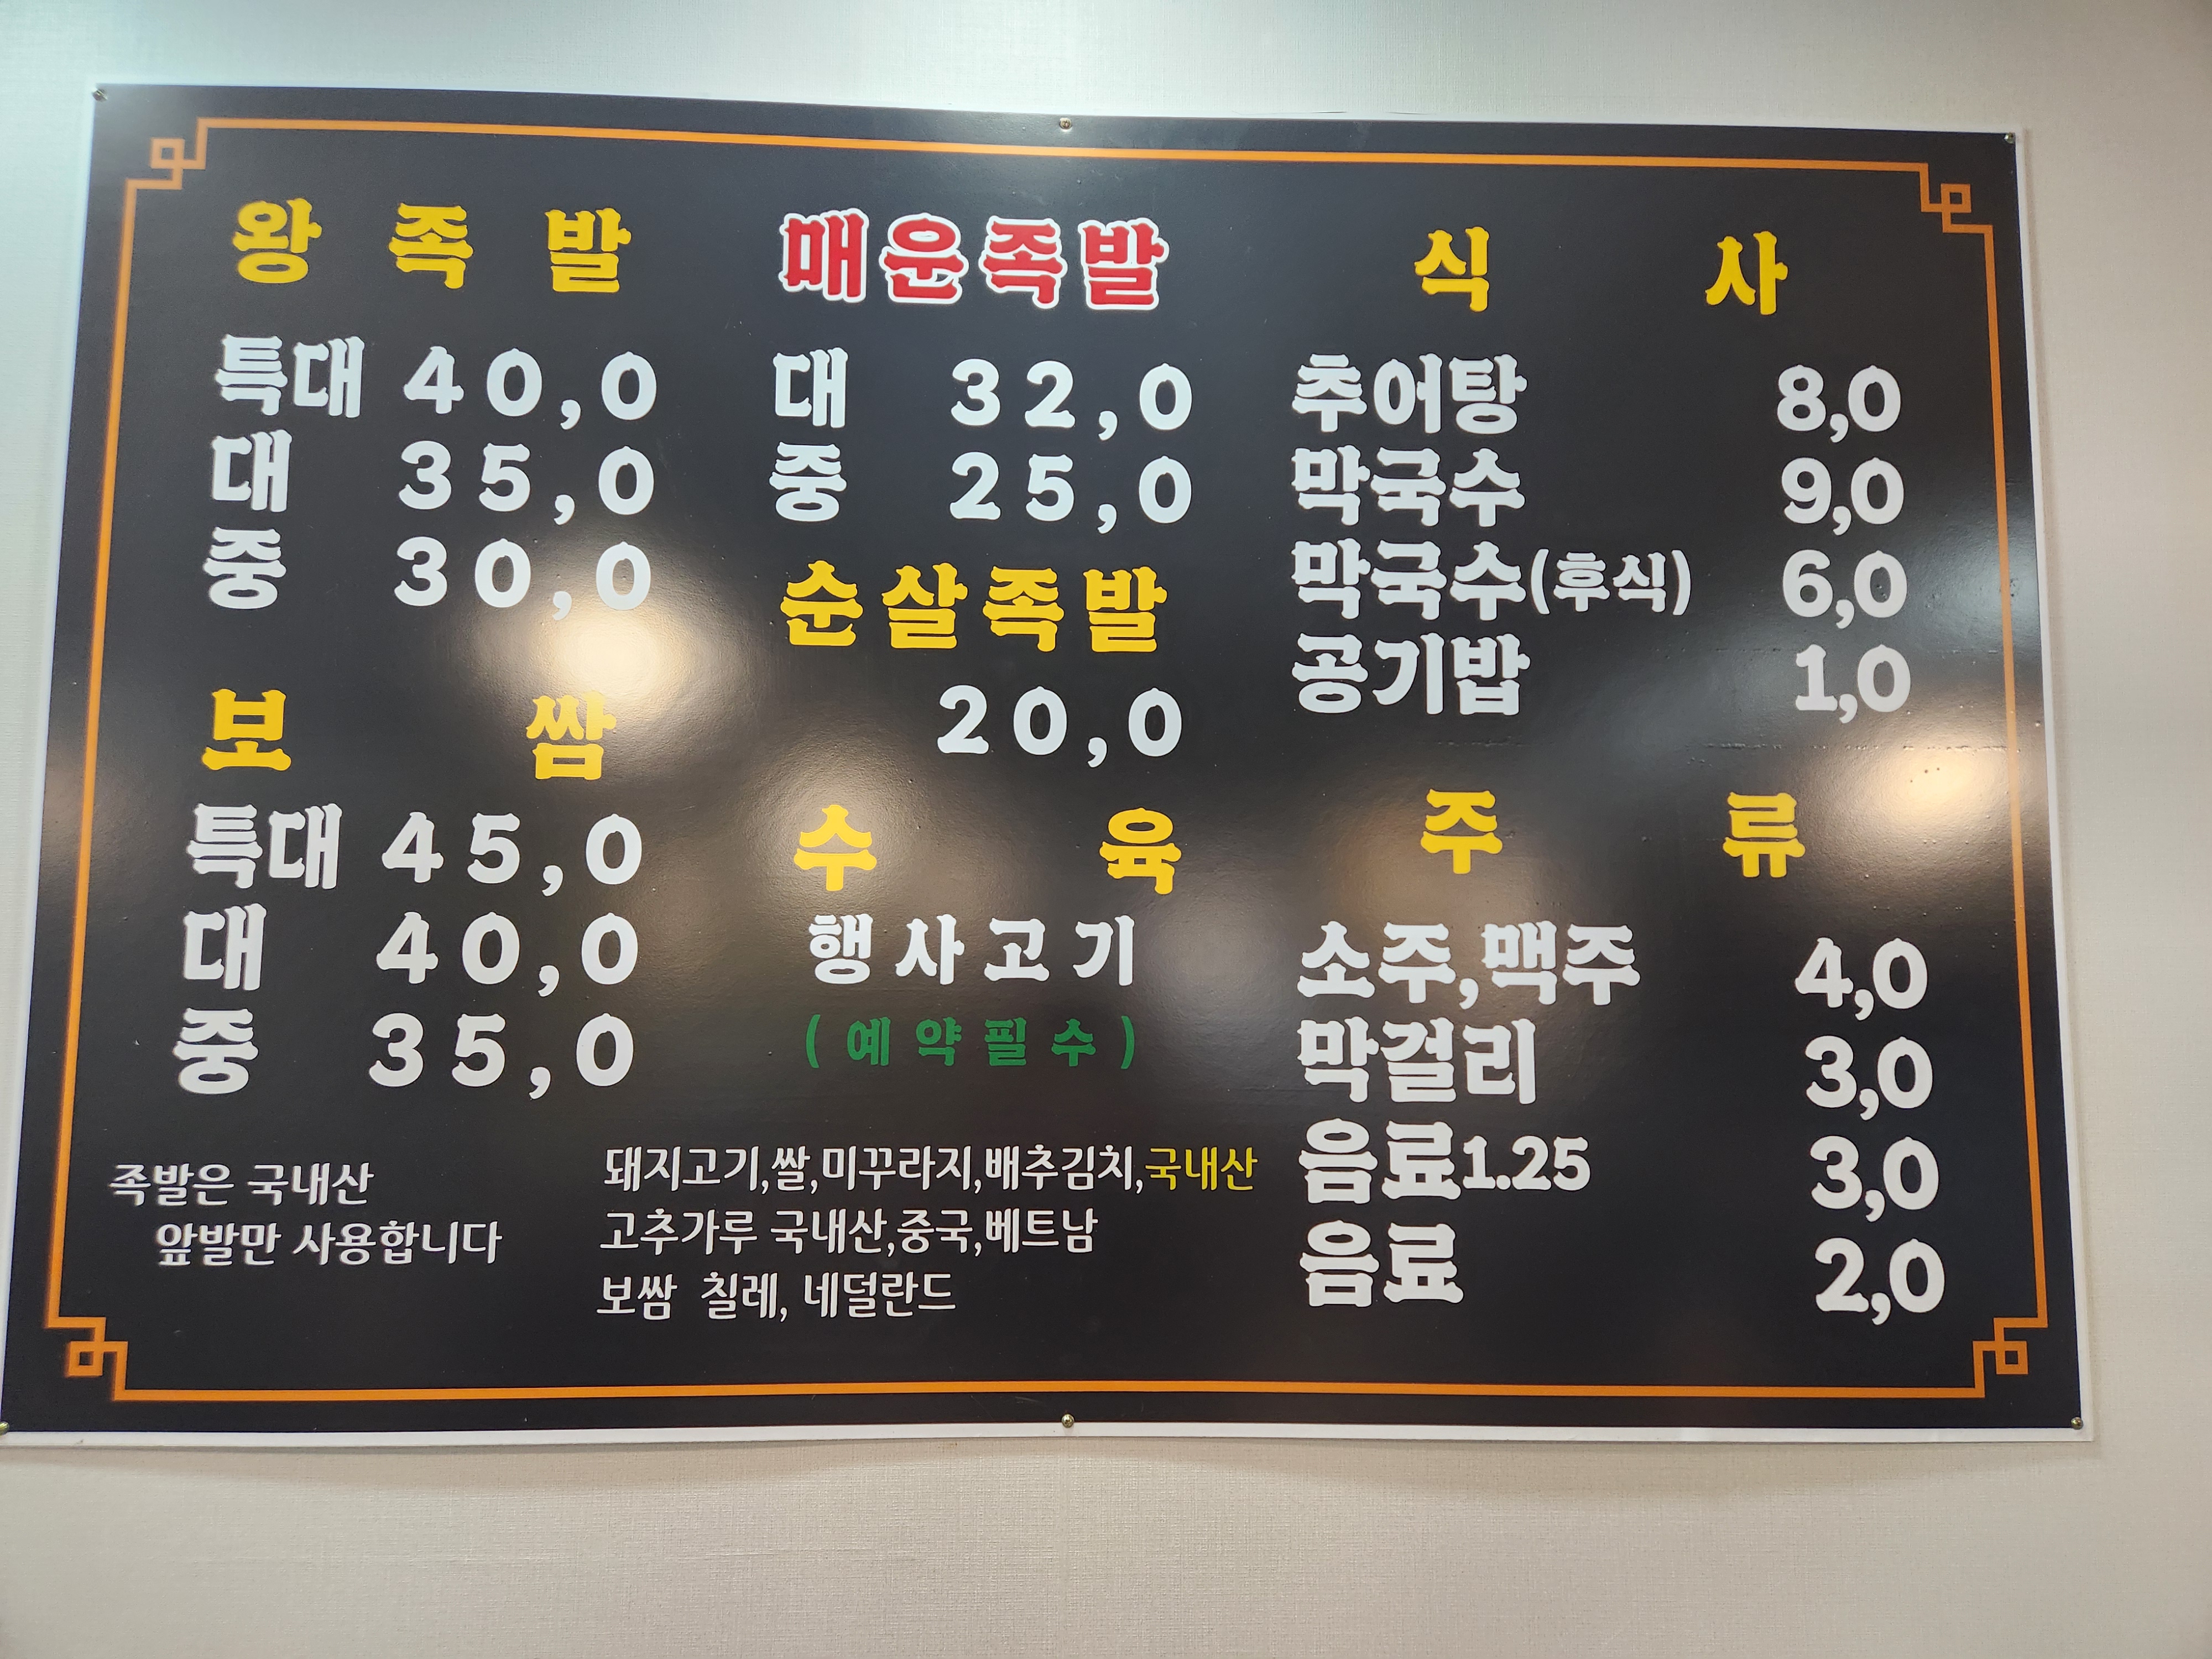 왕 족 발
특대 40,0
대 35,0
중 30,0
보 쌈
특대 45,0
대 40,0
중 35,0
족발은 국내산
앞발만 사용합니다
매운족발
대 32,0
중 25,0
순살족발
20,0
수 육
행사고기
(예약필수)
돼지고기,쌀,미꾸라지,배추김치,국내산
고추가루 국내산,중국,베트남
보쌈 칠레, 네덜란드
식 사
추어탕 8,0
막국수 9,0
막국수(후식) 6,0
공기밥 1,0
주 류
소주,맥주 4,0
막걸리 3,0
음료1.25 3,0
음료 2,0